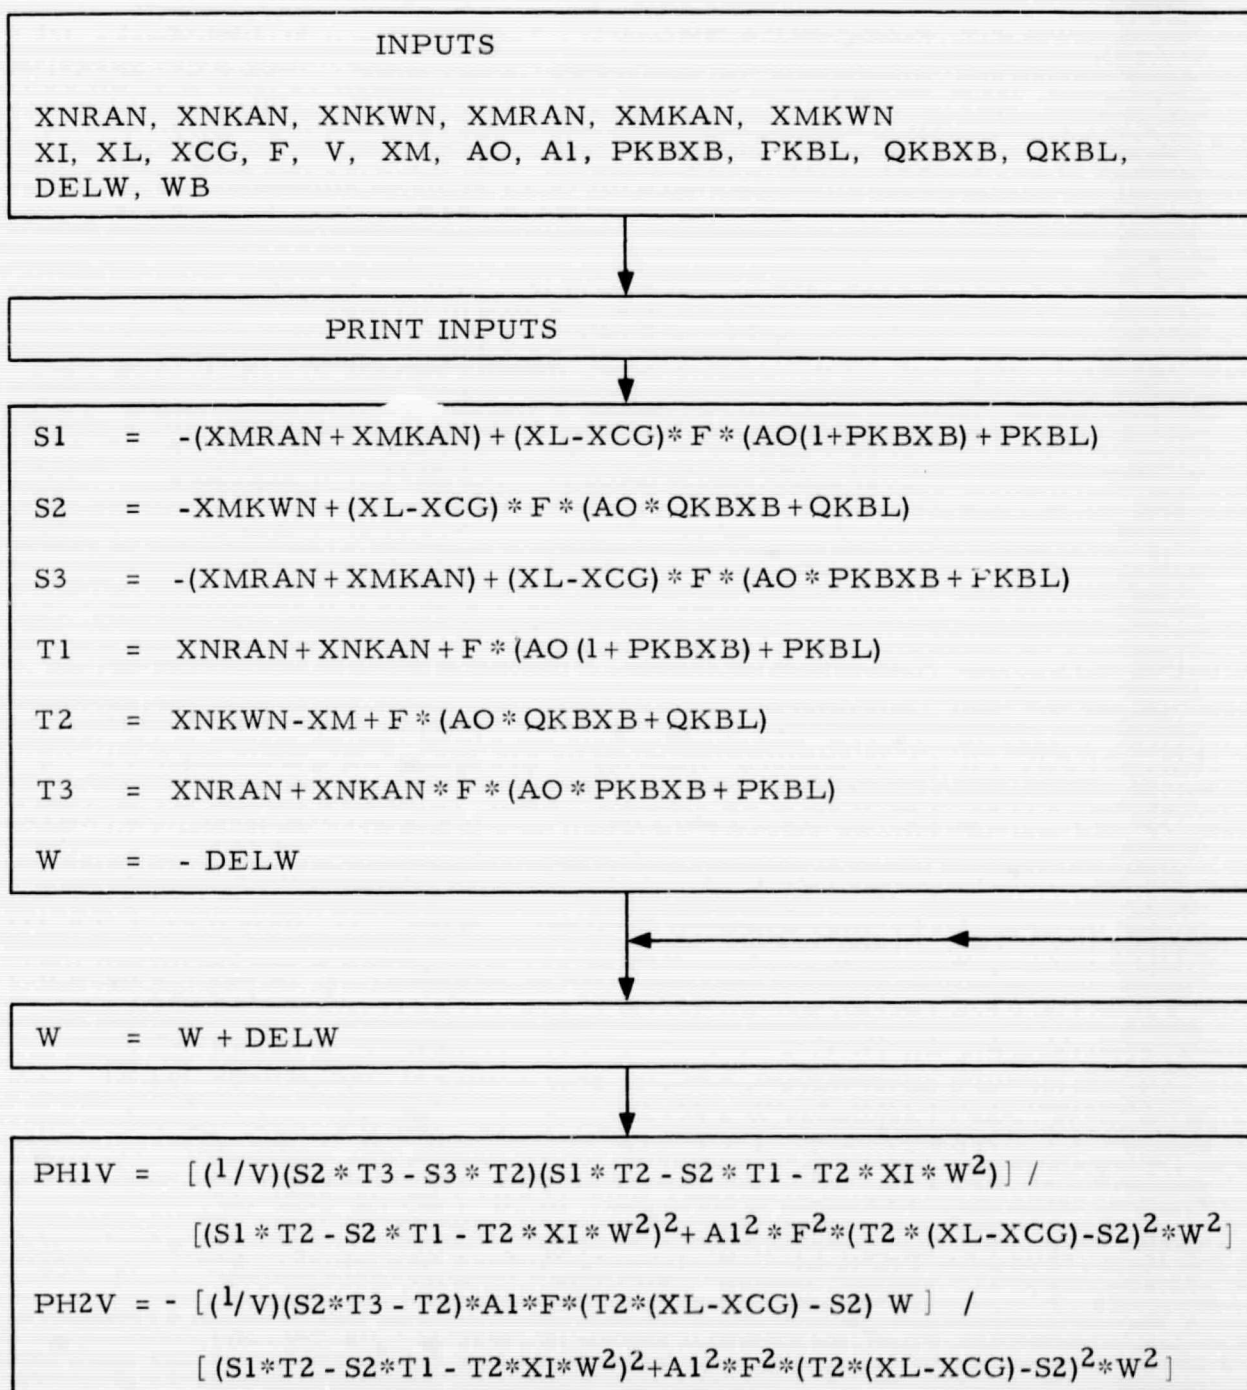 INPUTS
XNRAN, XNKAN, XNKWN, XMRAN, XMKAN, XMKWN
XI, XL, XCG, F, V, XM, AO, A1, PKBXB, PKBL, QKBXB, QKBL,
DELW, WB
PRINT INPUTS
S1 = -(XMRAN+XMKAN) + (XL-XCG)* F * (AO(1+PKBXB) + PKBL)
S2 = -XMKWN + (XL-XCG) * F * (AO * QKBXB + QKBL)
S3 = -(XMRAN + XMKAN) + (XL-XCG) * F * (AO * PKBXB + PKBL)
T1 = XNRAN + XNKAN + F * (AO (1+ PKBXB) + PKBL)
T2 = XNKWN-XM + F * (AO * QKBXB + QKBL)
T3 = XNRAN + XNKAN * F * (AO * PKBXB + PKBL)
W = - DELW
W = W + DELW
PH1V = [(1/V)(S2 * T3 - S3 * T2)(S1 * T2 - S2 * T1 - T2 * XI * W²)] /
[(S1 * T2 - S2 * T1 - T2 * XI * W²)²+ A1² * F²*(T2 * (XL-XCG)-S2)²*W²]
PH2V = - [(1/V)(S2*T3 - T2)*A1*F*(T2*(XL-XCG) - S2) W ] /
[ (S1*T2 - S2*T1 - T2*XI*W²)²+A1²*F²*(T2*(XL-XCG)-S2)²*W² ]